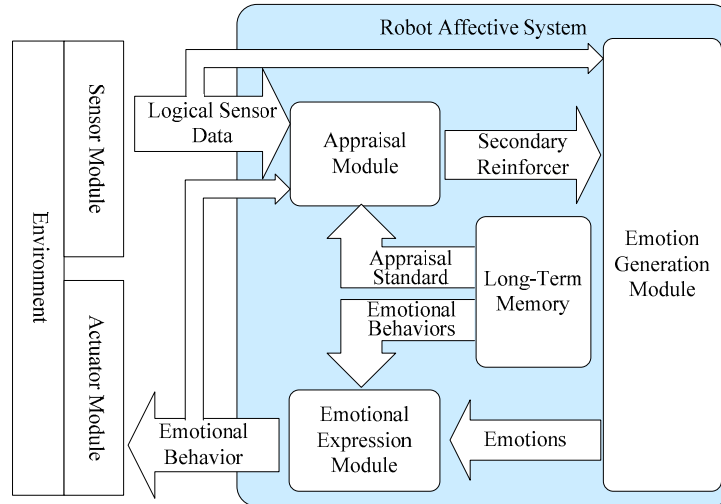 Robot Affective System
Environment
Sensor Module
Actuator Module
Logical Sensor
Data
Appraisal
Module
Secondary
Reinforcer
Emotion
Generation
Module
Appraisal
Standard
Long-Term
Memory
Emotional
Behaviors
Emotional
Behavior
Emotional
Expression
Module
Emotions